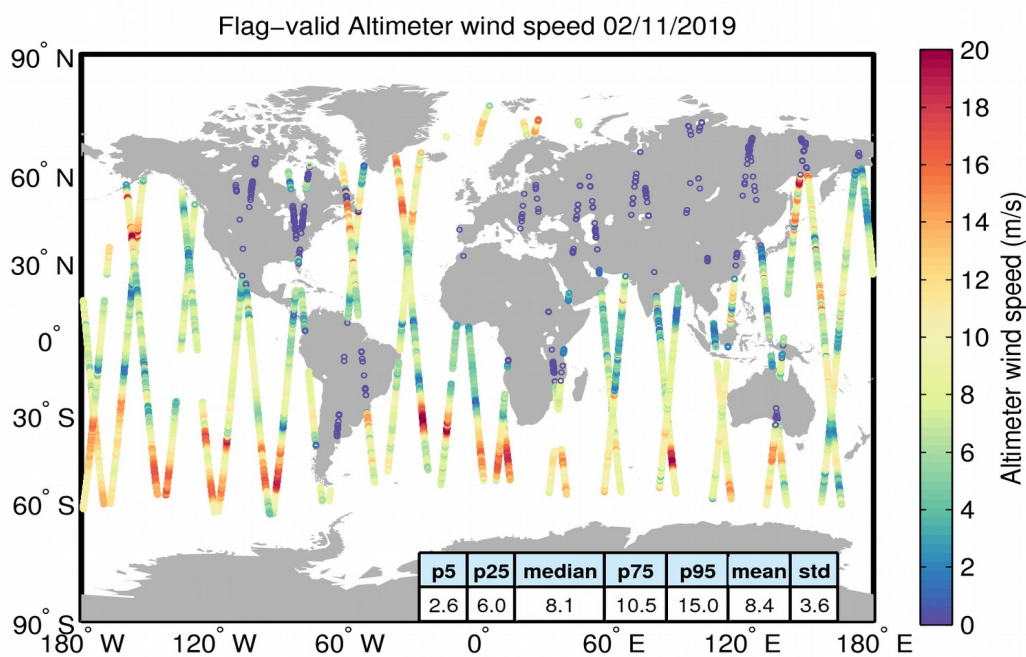 Flag−valid Altimeter wind speed 02/11/2019
90° N
60° N
30° N
0°
30° S
60° S
90° S
180° W
120° W
60° W
0°
60° E
120° E
180° E
p5 p25 median p75 p95 mean std
2.6 6.0 8.1 10.5 15.0 8.4 3.6
20
18
16
14
12
10
8
6
4
2
0
Altimeter wind speed (m/s)